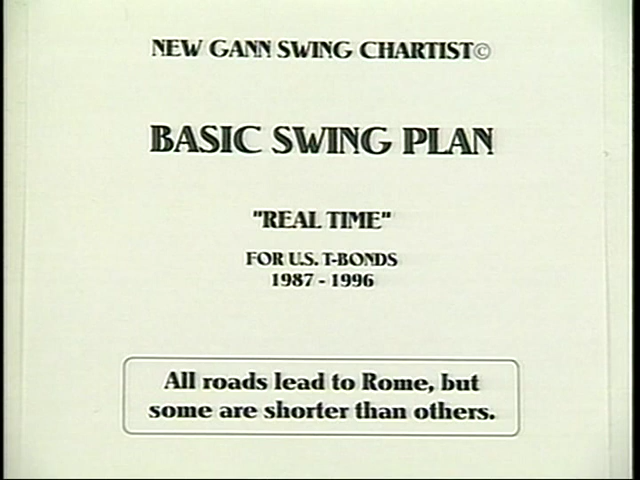 NEW GANN SWING CHARTIST©
BASIC SWING PLAN
"REAL TIME"
FOR U.S. T-BONDS
1987 - 1996
All roads lead to Rome, but
some are shorter than others.